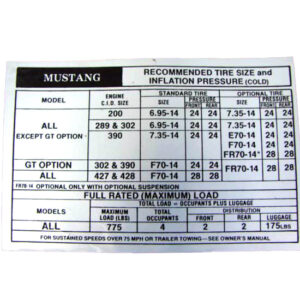 MUSTANG RECOMMENDED TIRE SIZE and
INFLATION PRESSURE (COLD)
MODEL ENGINE C.I.D. SIZE STANDARD TIRE OPTIONAL TIRE
SIZE PRESSURE FRONT REAR SIZE PRESSURE FRONT REAR
200 6.95-14 24 24 7.35-14 24 24
ALL 289 & 302 6.95-14 24 24 7.35-14 24 24
EXCEPT GT OPTION 390 7.35-14 24 24 E70-14 24 24
F70-14 24 24
FR70-14* 28 28
GT OPTION 302 & 390 F70-14 24 24 FR70-14 28 28
ALL 427 & 428 F70-14 24 24
FR70-14 OPTIONAL ONLY WITH OPTIONAL SUSPENSION
FULL RATED (MAXIMUM) LOAD
TOTAL LOAD = OCCUPANTS PLUS LUGGAGE
MODELS MAXIMUM LOAD (LBS) TOTAL OCCUPANTS DISTRIBUTION
FRONT REAR LUGGAGE
ALL 775 4 2 2 175LBS
FOR SUSTAINED SPEEDS OVER 75 MPH OR TRAILER TOWING—SEE OWNER'S MANUAL